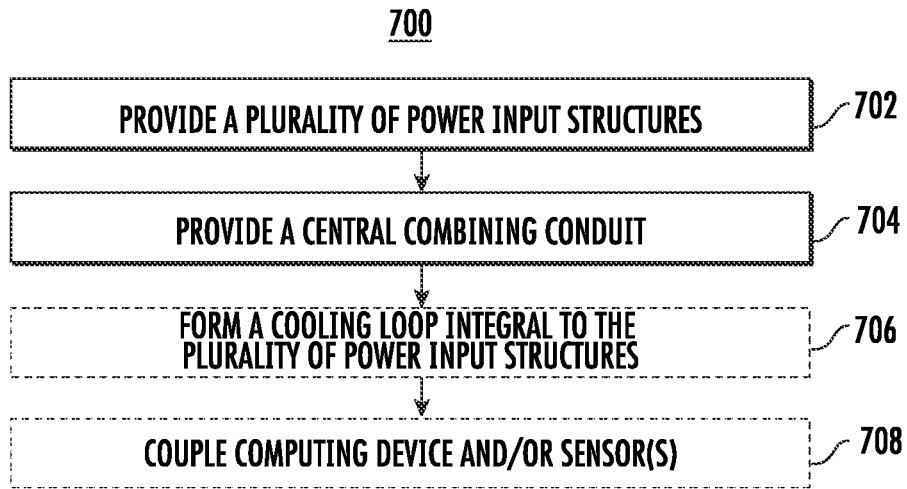 700
PROVIDE A PLURALITY OF POWER INPUT STRUCTURES
702
PROVIDE A CENTRAL COMBINING CONDUIT
704
FORM A COOLING LOOP INTEGRAL TO THE
PLURALITY OF POWER INPUT STRUCTURES
706
COUPLE COMPUTING DEVICE AND/OR SENSOR(S)
708